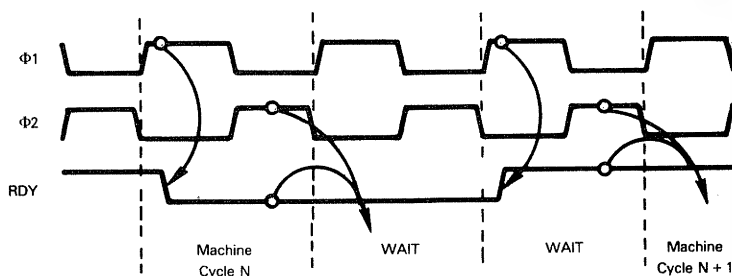 Φ1
Φ2
RDY
Machine
Cycle N
WAIT
WAIT
Machine
Cycle N + 1